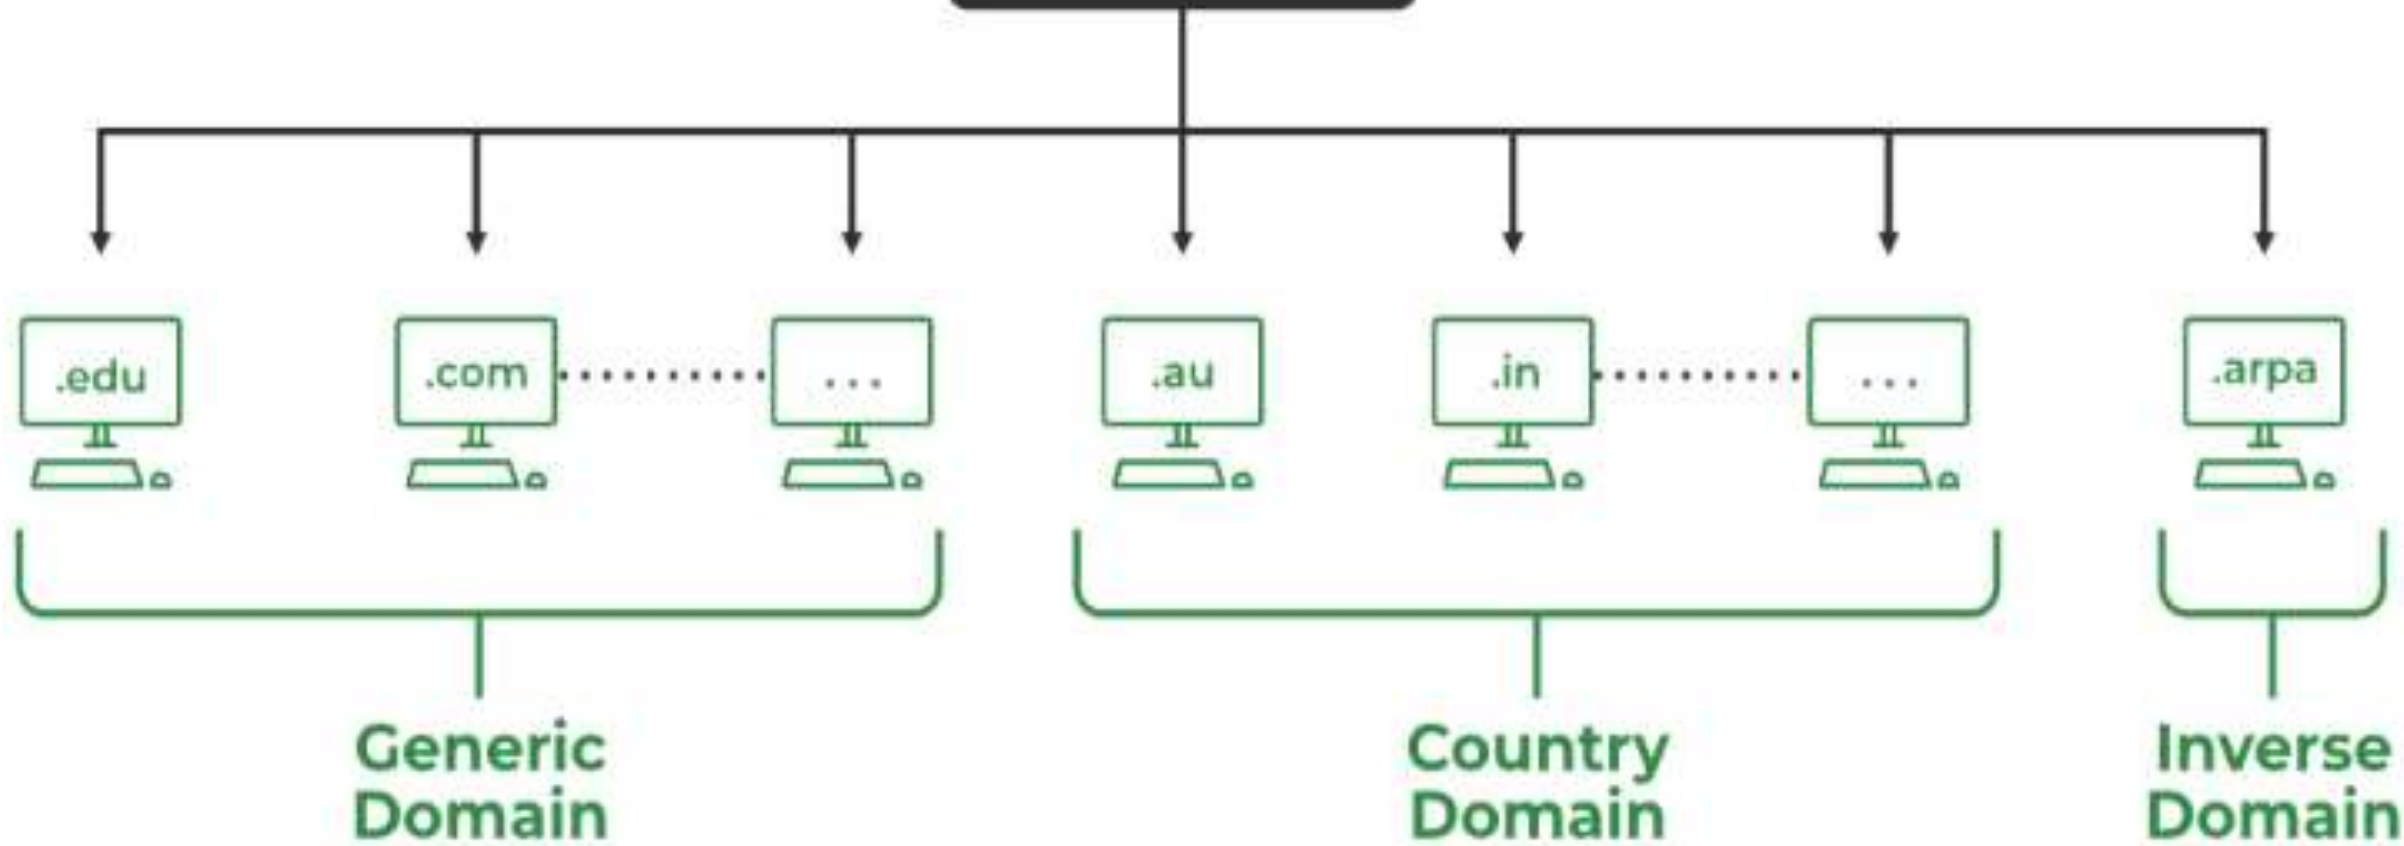 .edu
.com
...
.au
.in
...
.arpa
Generic
Domain
Country
Domain
Inverse
Domain